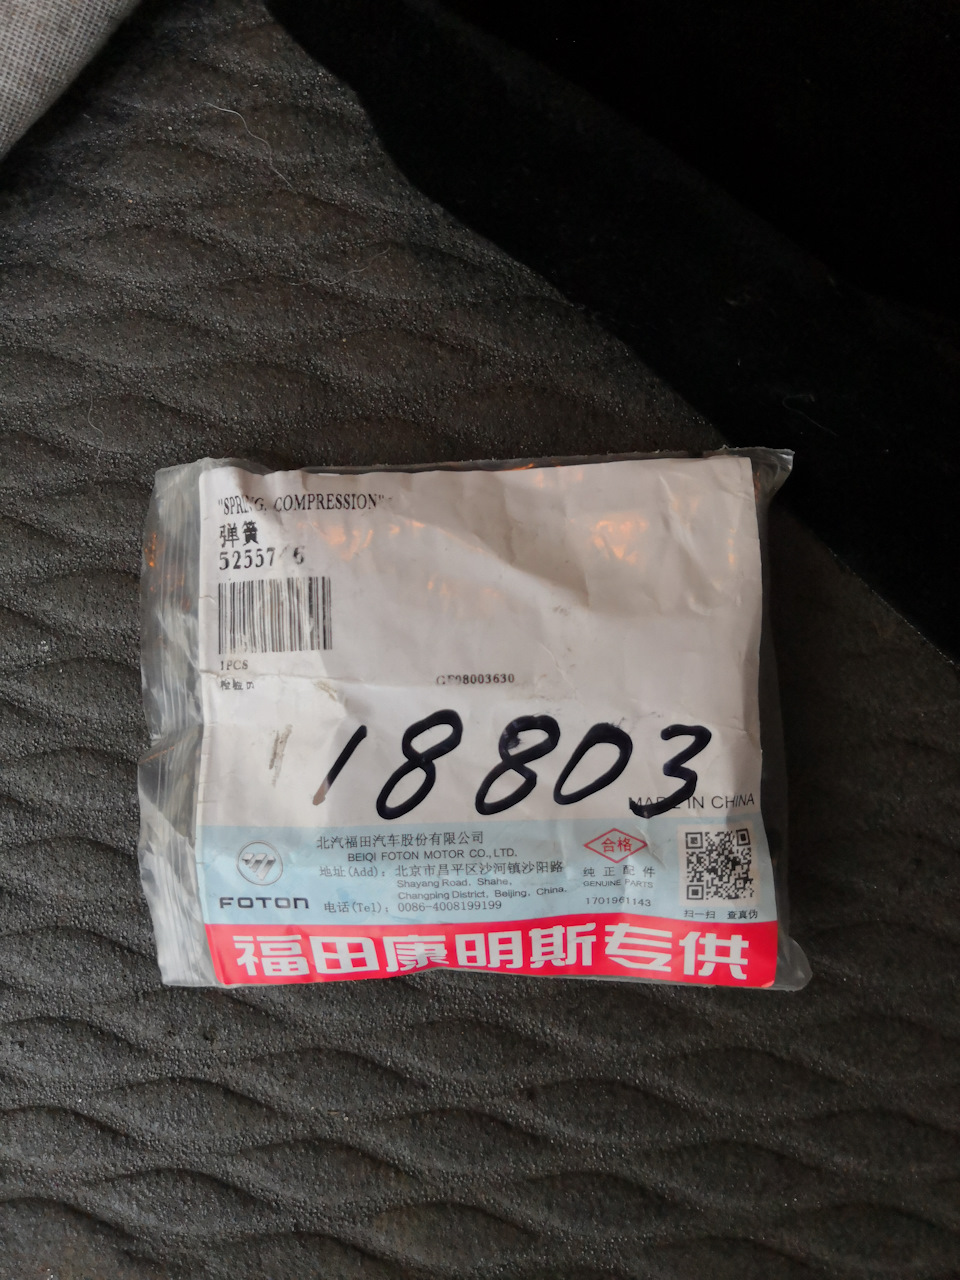 "SPRING, COMPRESSION"
弹簧
1PCS
18803
MADE IN CHINA
北汽福田汽车股份有限公司
BEIQI FOTON MOTOR CO.,LTD.
地址(Add): 北京市昌平区沙河镇沙阳路
Shayang Road, Shahe,
Changping District, Beijing, China.
电话(Tel): 0086-4008199199
FOTON
合格
纯正配件
GENUINE PARTS
1701961143
扫一扫 查真伪
福田康明斯专供